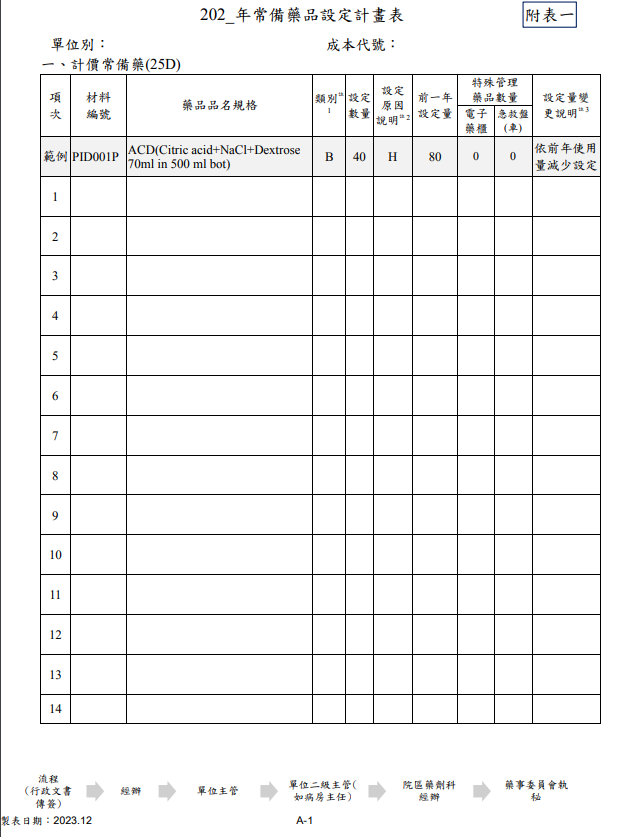 202_年常備藥品設定計畫表
附表一
單位別：
成本代號：
一、計價常備藥(25D)
項次
材料編號
藥品品名規格
類別註1
設定數量
設定原因說明註2
前一年設定量
特殊管理藥品數量
電子藥櫃
急救盤(車)
設定量變更說明註3
範例 PID001P ACD(Citric acid+NaCl+Dextrose 70ml in 500 ml bot) B 40 H 80 0 0 依前年使用量減少設定
1
2
3
4
5
6
7
8
9
10
11
12
13
14
流程(行政文書傳簽)
經辦
單位主管
單位二級主管(如病房主任)
院區藥劑科經辦
藥事委員會執秘
製表日期：2023.12
A-1